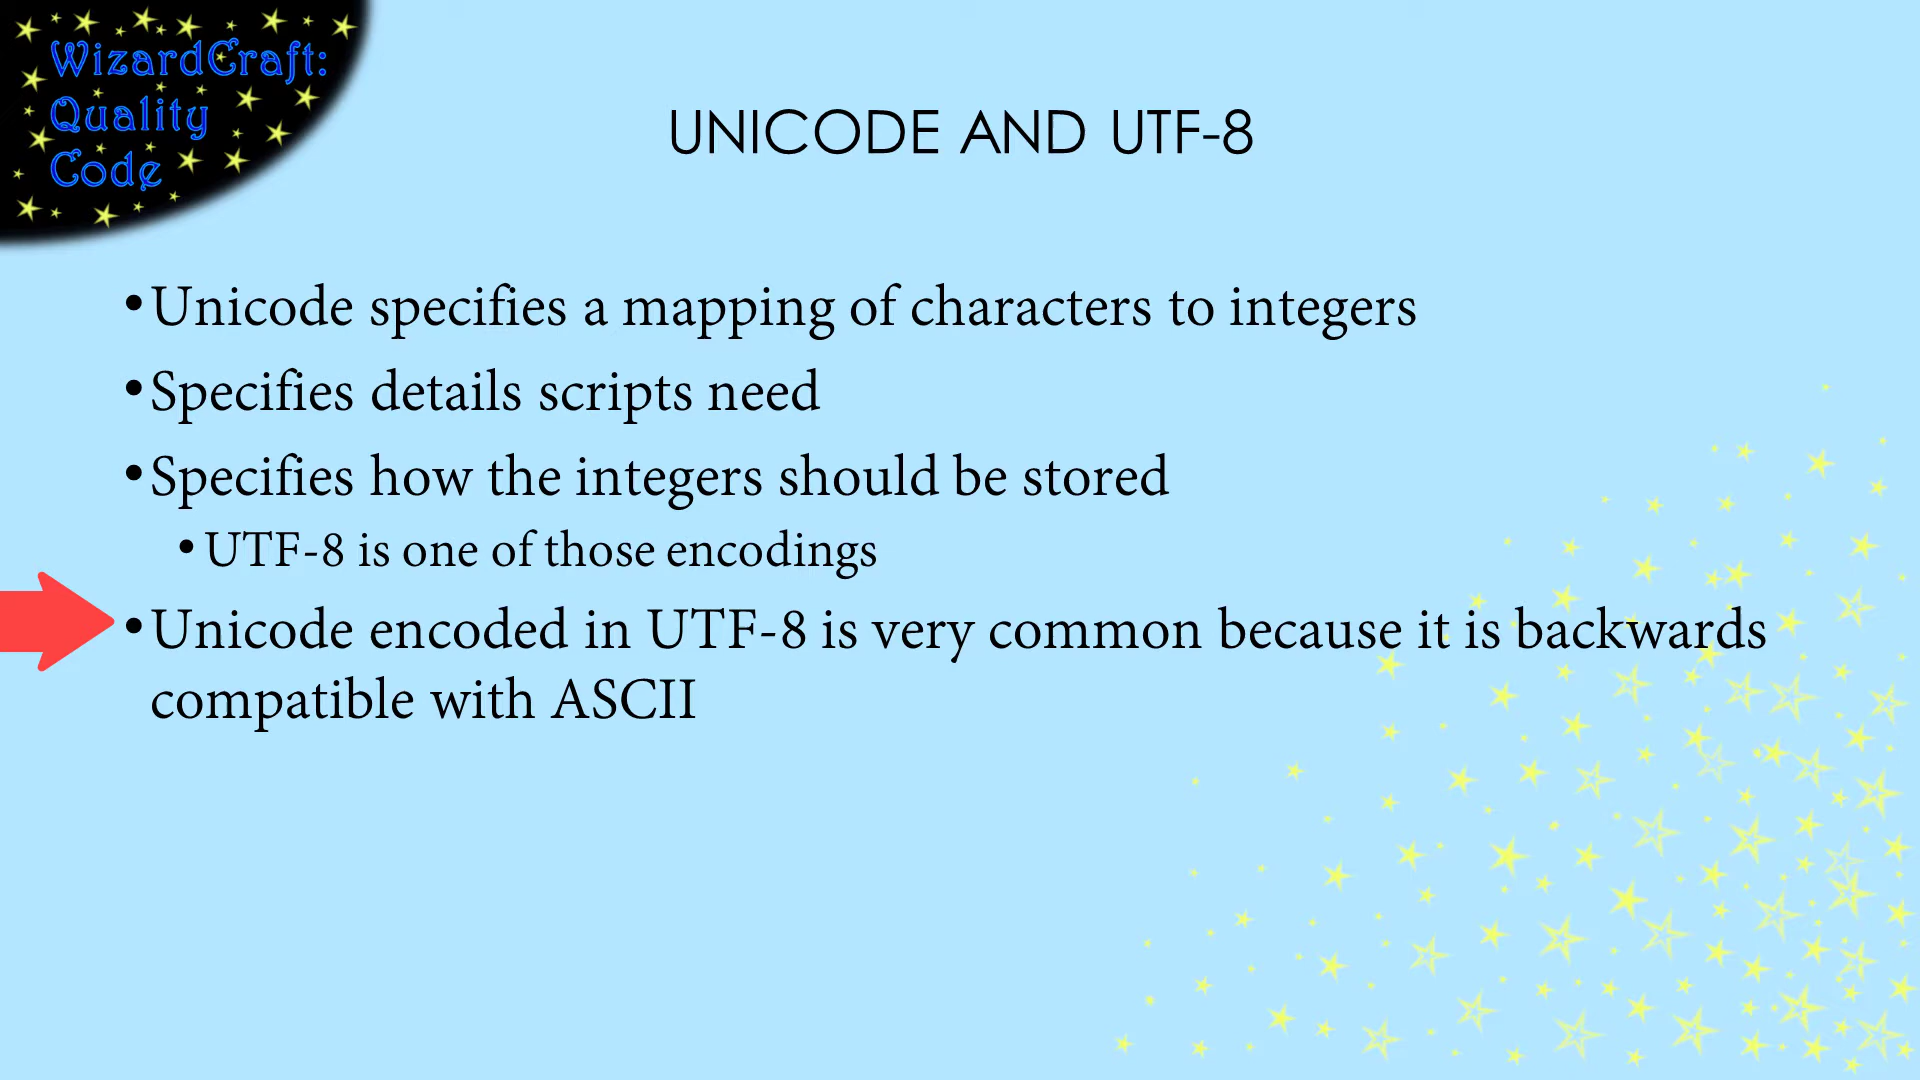 WizardCraft:
Quality
Code
UNICODE AND UTF-8
•Unicode specifies a mapping of characters to integers
•Specifies details scripts need
•Specifies how the integers should be stored
•UTF-8 is one of those encodings
•Unicode encoded in UTF-8 is very common because it is backwards
compatible with ASCII